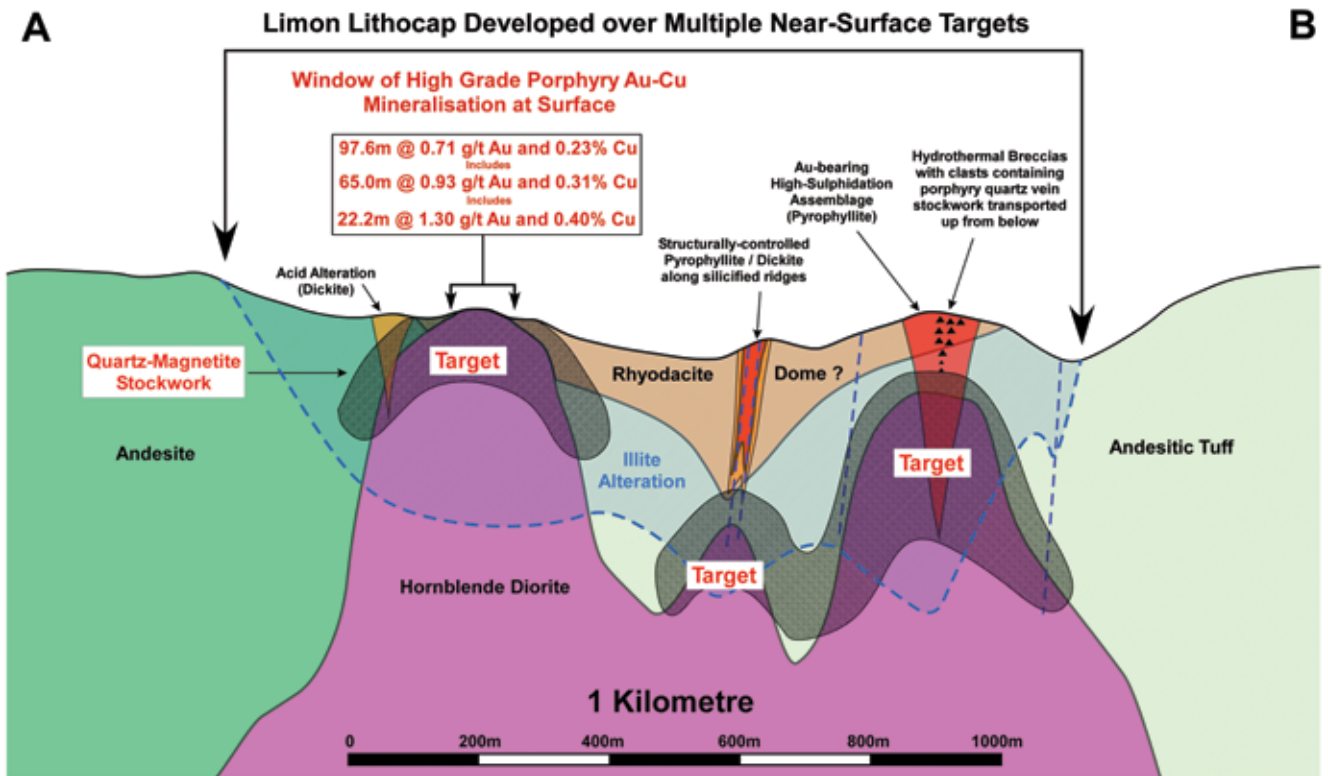 A
Limon Lithocap Developed over Multiple Near-Surface Targets
B
Window of High Grade Porphyry Au-Cu
Mineralisation at Surface
97.6m @ 0.71 g/t Au and 0.23% Cu
Includes
65.0m @ 0.93 g/t Au and 0.31% Cu
Includes
22.2m @ 1.30 g/t Au and 0.40% Cu
Au-bearing
High-Sulphidation
Assemblage
(Pyrophyllite)
Hydrothermal Breccias
with clasts containing
porphyry quartz vein
stockwork transported
up from below
Structurally-controlled
Pyrophyllite / Dickite
along silicified ridges
Acid Alteration
(Dickite)
Quartz-Magnetite
Stockwork
Target
Rhyodacite
Dome ?
Andesite
Illite
Alteration
Target
Andesitic Tuff
Target
Hornblende Diorite
1 Kilometre
0 200m 400m 600m 800m 1000m